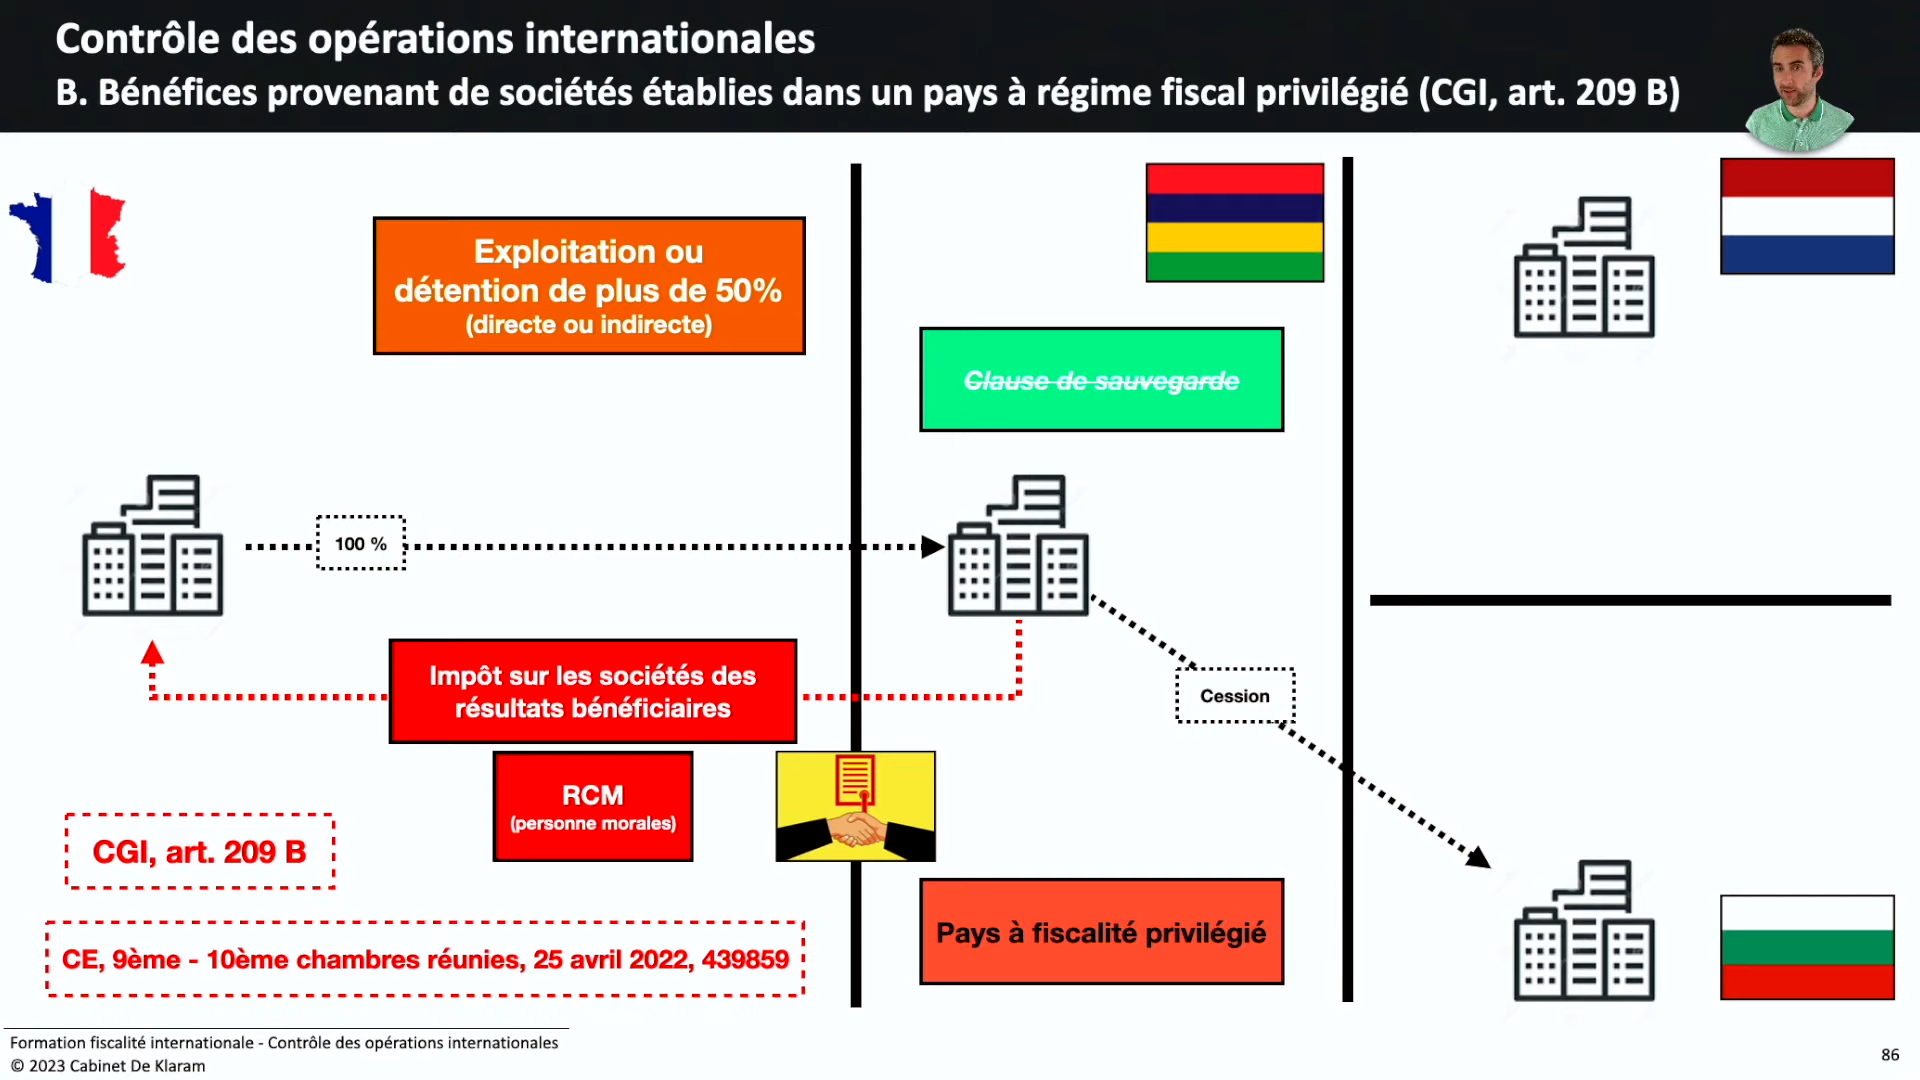 Contrôle des opérations internationales
B. Bénéfices provenant de sociétés établies dans un pays à régime fiscal privilégié (CGI, art. 209 B)
Exploitation ou
détention de plus de 50%
(directe ou indirecte)
Clause de sauvegarde
100 %
Impôt sur les sociétés des
résultats bénéficiaires
Cession
RCM
(personne morales)
CGI, art. 209 B
Pays à fiscalité privilégié
CE, 9ème - 10ème chambres réunies, 25 avril 2022, 439859
Formation fiscalité internationale - Contrôle des opérations internationales
© 2023 Cabinet De Klaram
86